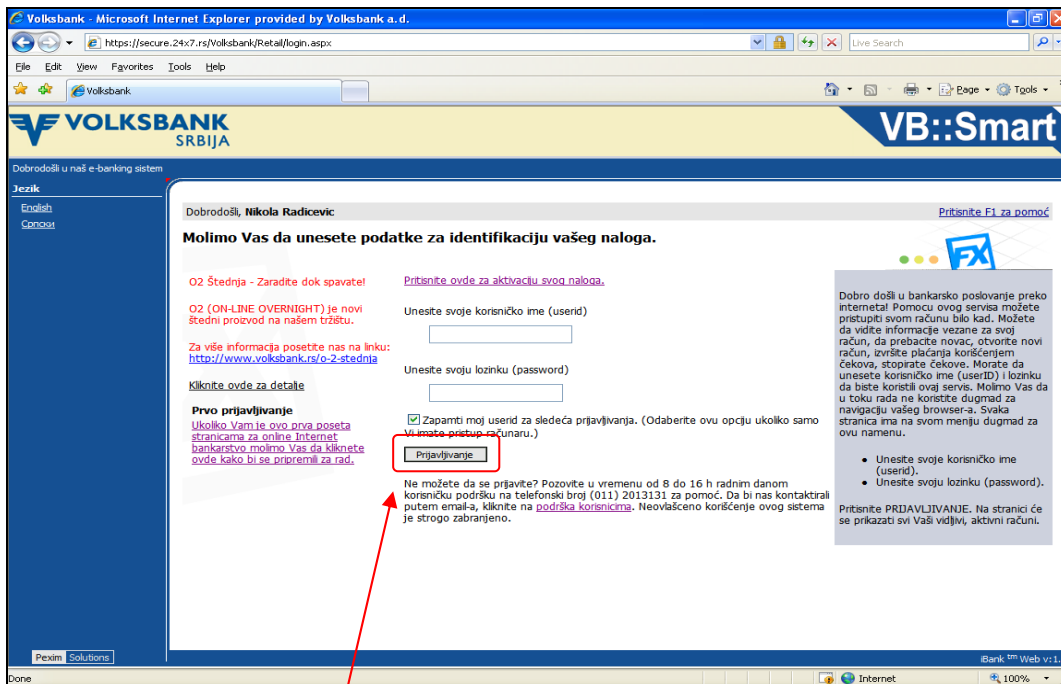 Volksbank - Microsoft Internet Explorer provided by Volksbank a.d.
https://secure.24x7.rs/Volksbank/Retail/login.aspx
Live Search
File Edit View Favorites Tools Help
Volksbank
Page Tools
VOLKSBANK
SRBIJA
VB::Smart
Dobrodošli u naš e-banking sistem
Jezik
English
Српски
Dobrodošli, Nikola Radicevic
Pritisnite F1 za pomoć
Molimo Vas da unesete podatke za identifikaciju vašeg naloga.
O2 Štednja - Zaradite dok spavate!
O2 (ON-LINE OVERNIGHT) je novi
štedni proizvod na našem tržištu.
Za više informacija posetite nas na linku:
http://www.volksbank.rs/o-2-stednja
Kliknite ovde za detalje
Prvo prijavljivanje
Ukoliko Vam je ovo prva poseta
stranicama za online Internet
bankarstvo molimo Vas da kliknete
ovde kako bi se pripremili za rad.
Pritisnite ovde za aktivaciju svog naloga.
Unesite svoje korisničko ime (userid)
Unesite svoju lozinku (password)
Zapamti moj userid za sledeća prijavljivanja. (Odaberite ovu opciju ukoliko samo
Vi imate pristup računaru.)
Prijavljivanje
Ne možete da se prijavite? Pozovite u vremenu od 8 do 16 h radnim danom
korisničku podršku na telefonski broj (011) 2013131 za pomoć. Da bi nas kontaktirali
putem email-a, kliknite na podrška korisnicima. Neovlašceno korišćenje ovog sistema
je strogo zabranjeno.
FX
Dobro došli u bankarsko poslovanje preko
interneta! Pomocu ovog servisa možete
pristupiti svom računu bilo kad. Možete
da vidite informacije vezane za svoj
račun, da prebacite novac, otvorite novi
račun, izvršite plaćanja korišćenjem
čekova, stopirate čekove. Morate da
unesete korisničko ime (userID) i lozinku
da biste koristili ovaj servis. Molimo Vas da
u toku rada ne koristite dugmad za
navigaciju vašeg browser-a. Svaka
stranica ima na svom meniju dugmad za
ovu namenu.
Unesite svoje korisničko ime
(userid).
Unesite svoju lozinku (password).
Pritisnite PRIJAVLJIVANJE. Na stranici će
se prikazati svi Vaši vidljivi, aktivni računi.
Pexim Solutions
iBank tm Web v:1.
Done
Internet
100%